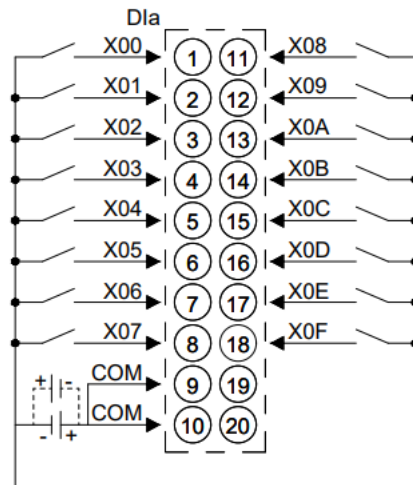 DIa
X00 1 11 X08
X01 2 12 X09
X02 3 13 X0A
X03 4 14 X0B
X04 5 15 X0C
X05 6 16 X0D
X06 7 17 X0E
X07 8 18 X0F
+ - COM 9 19
- + COM 10 20